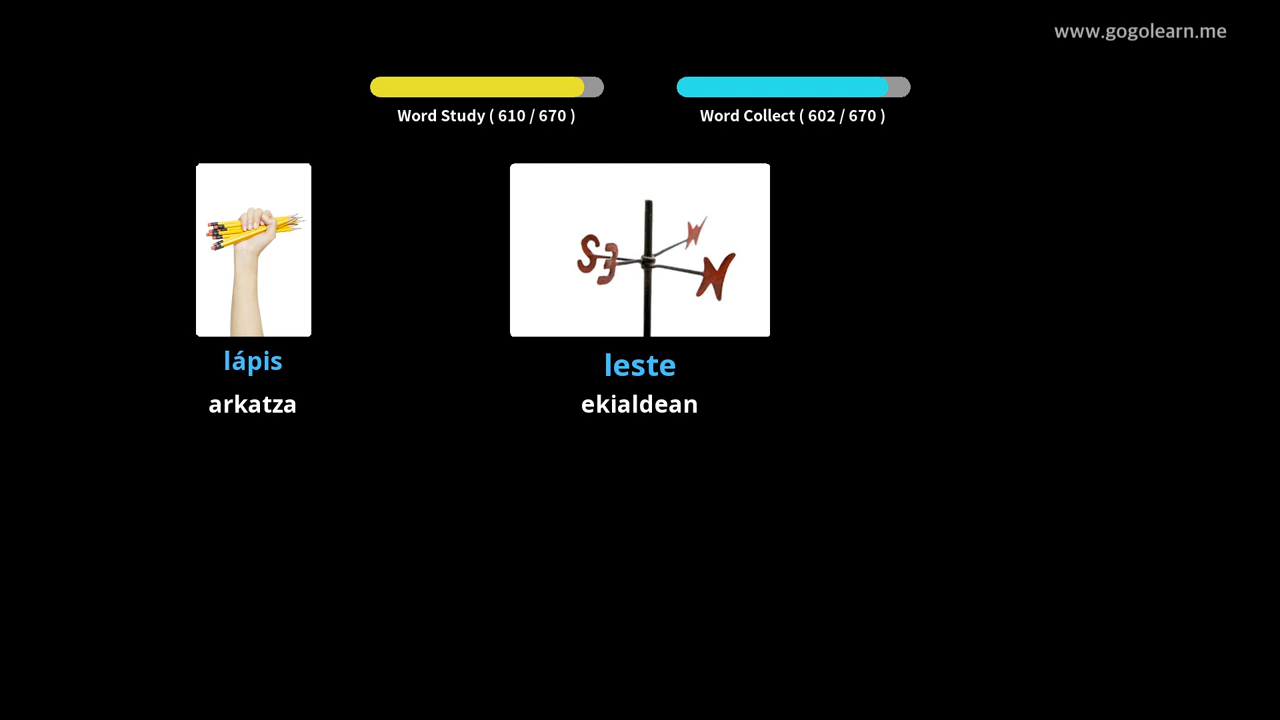 www.gogolearn.me
Word Study ( 610 / 670 )
Word Collect ( 602 / 670 )
S E N
lápis
leste
arkatza
ekialdean